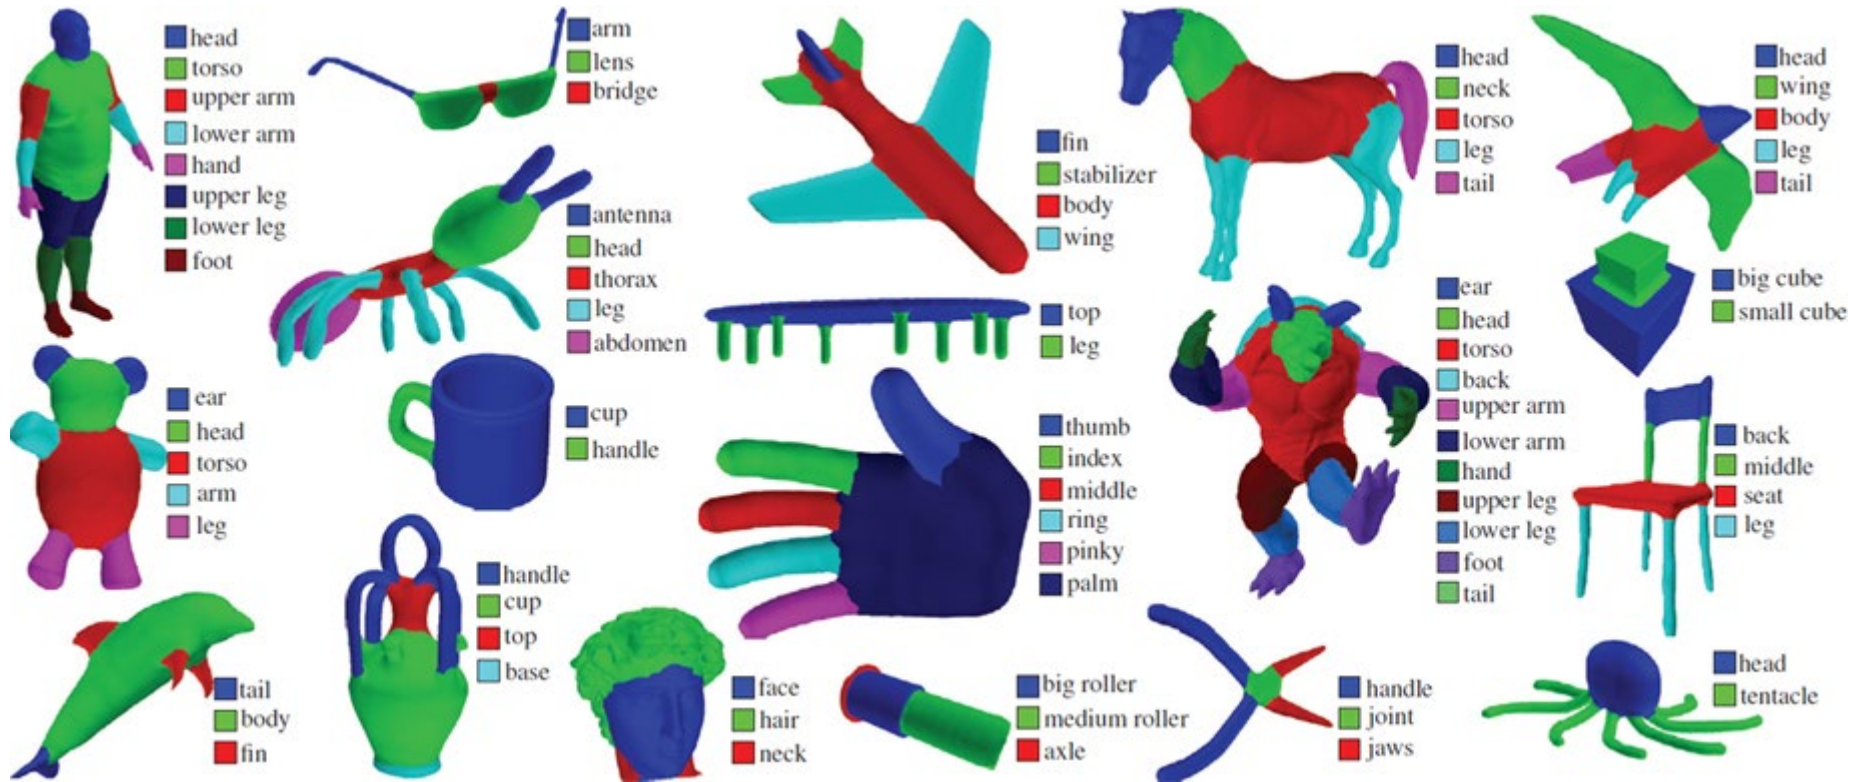 head
torso
upper arm
lower arm
hand
upper leg
lower leg
foot
arm
lens
bridge
antenna
head
thorax
leg
abdomen
fin
stabilizer
body
wing
head
neck
torso
leg
tail
head
wing
body
leg
tail
top
leg
big cube
small cube
ear
head
torso
arm
leg
cup
handle
thumb
index
middle
ring
pinky
palm
ear
head
torso
back
upper arm
lower arm
hand
upper leg
lower leg
foot
tail
back
middle
seat
leg
tail
body
fin
handle
cup
top
base
face
hair
neck
big roller
medium roller
axle
handle
joint
jaws
head
tentacle